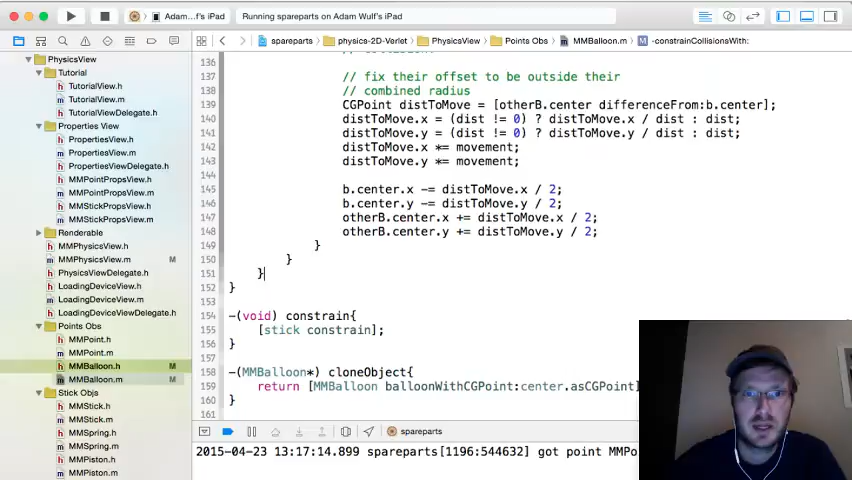 Adam...f's iPad
Running spareparts on Adam Wulf's iPad
spareparts
physics-2D-Verlet
PhysicsView
Points Obs
MMBalloon.m
-constrainCollisionsWith:
PhysicsView
Tutorial
TutorialView.h
TutorialView.m
TutorialViewDelegate.h
Properties View
PropertiesView.h
PropertiesView.m
PropertiesViewDelegate.h
MMPointPropsView.h
MMPointPropsView.m
MMStickPropsView.h
MMStickPropsView.m
Renderable
MMPhysicsView.h
MMPhysicsView.m M
PhysicsViewDelegate.h
LoadingDeviceView.h
LoadingDeviceView.m
LoadingDeviceViewDelegate.h
Points Obs
MMPoint.h
MMPoint.m
MMBalloon.h M
MMBalloon.m M
Stick Objs
MMStick.h
MMStick.m
MMSpring.h
MMSpring.m
MMPiston.h
MMPiston.m
136
137 // fix their offset to be outside their
138 // combined radius
139 CGPoint distToMove = [otherB.center differenceFrom:b.center];
140 distToMove.x = (dist != 0) ? distToMove.x / dist : dist;
141 distToMove.y = (dist != 0) ? distToMove.y / dist : dist;
142 distToMove.x *= movement;
143 distToMove.y *= movement;
144
145 b.center.x -= distToMove.x / 2;
146 b.center.y -= distToMove.y / 2;
147 otherB.center.x += distToMove.x / 2;
148 otherB.center.y += distToMove.y / 2;
149 }
150 }
151 }
152 }
153
154 -(void) constrain{
155 [stick constrain];
156 }
157
158 -(MMBalloon*) cloneObject{
159 return [MMBalloon balloonWithCGPoint:center.asCGPoint]
160 }
161
spareparts
2015-04-23 13:17:14.899 spareparts[1196:544632] got point MMPo